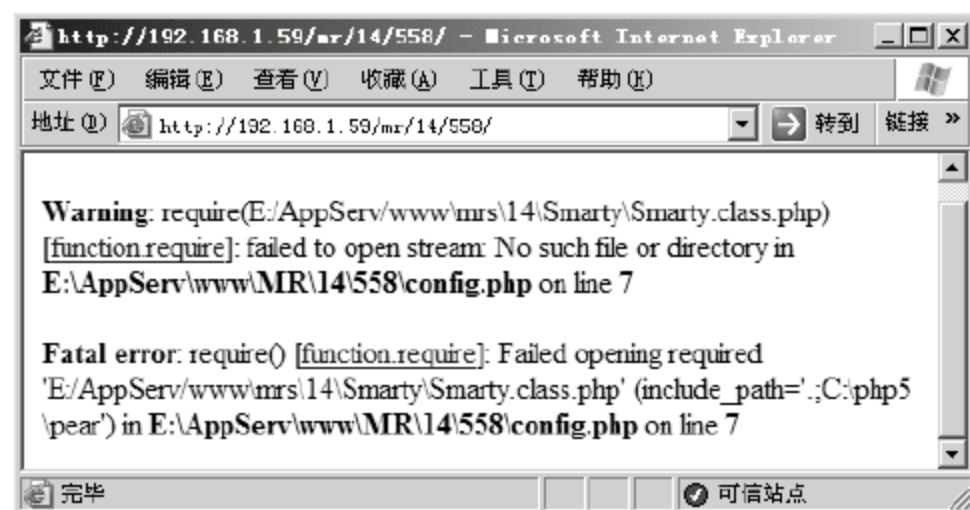 http://192.168.1.59/mr/14/558/ - Microsoft Internet Explorer
文件(F) 编辑(E) 查看(V) 收藏(A) 工具(T) 帮助(H)
地址(D) http://192.168.1.59/mr/14/558/ 转到 链接 »
Warning: require(E:/AppServ/www\mrs\14\Smarty\Smarty.class.php)
[function.require]: failed to open stream: No such file or directory in
E:\AppServ\www\MR\14\558\config.php on line 7
Fatal error: require() [function.require]: Failed opening required
'E:/AppServ/www\mrs\14\Smarty\Smarty.class.php' (include_path='.;C:\php5
\pear') in E:\AppServ\www\MR\14\558\config.php on line 7
完毕 可信站点